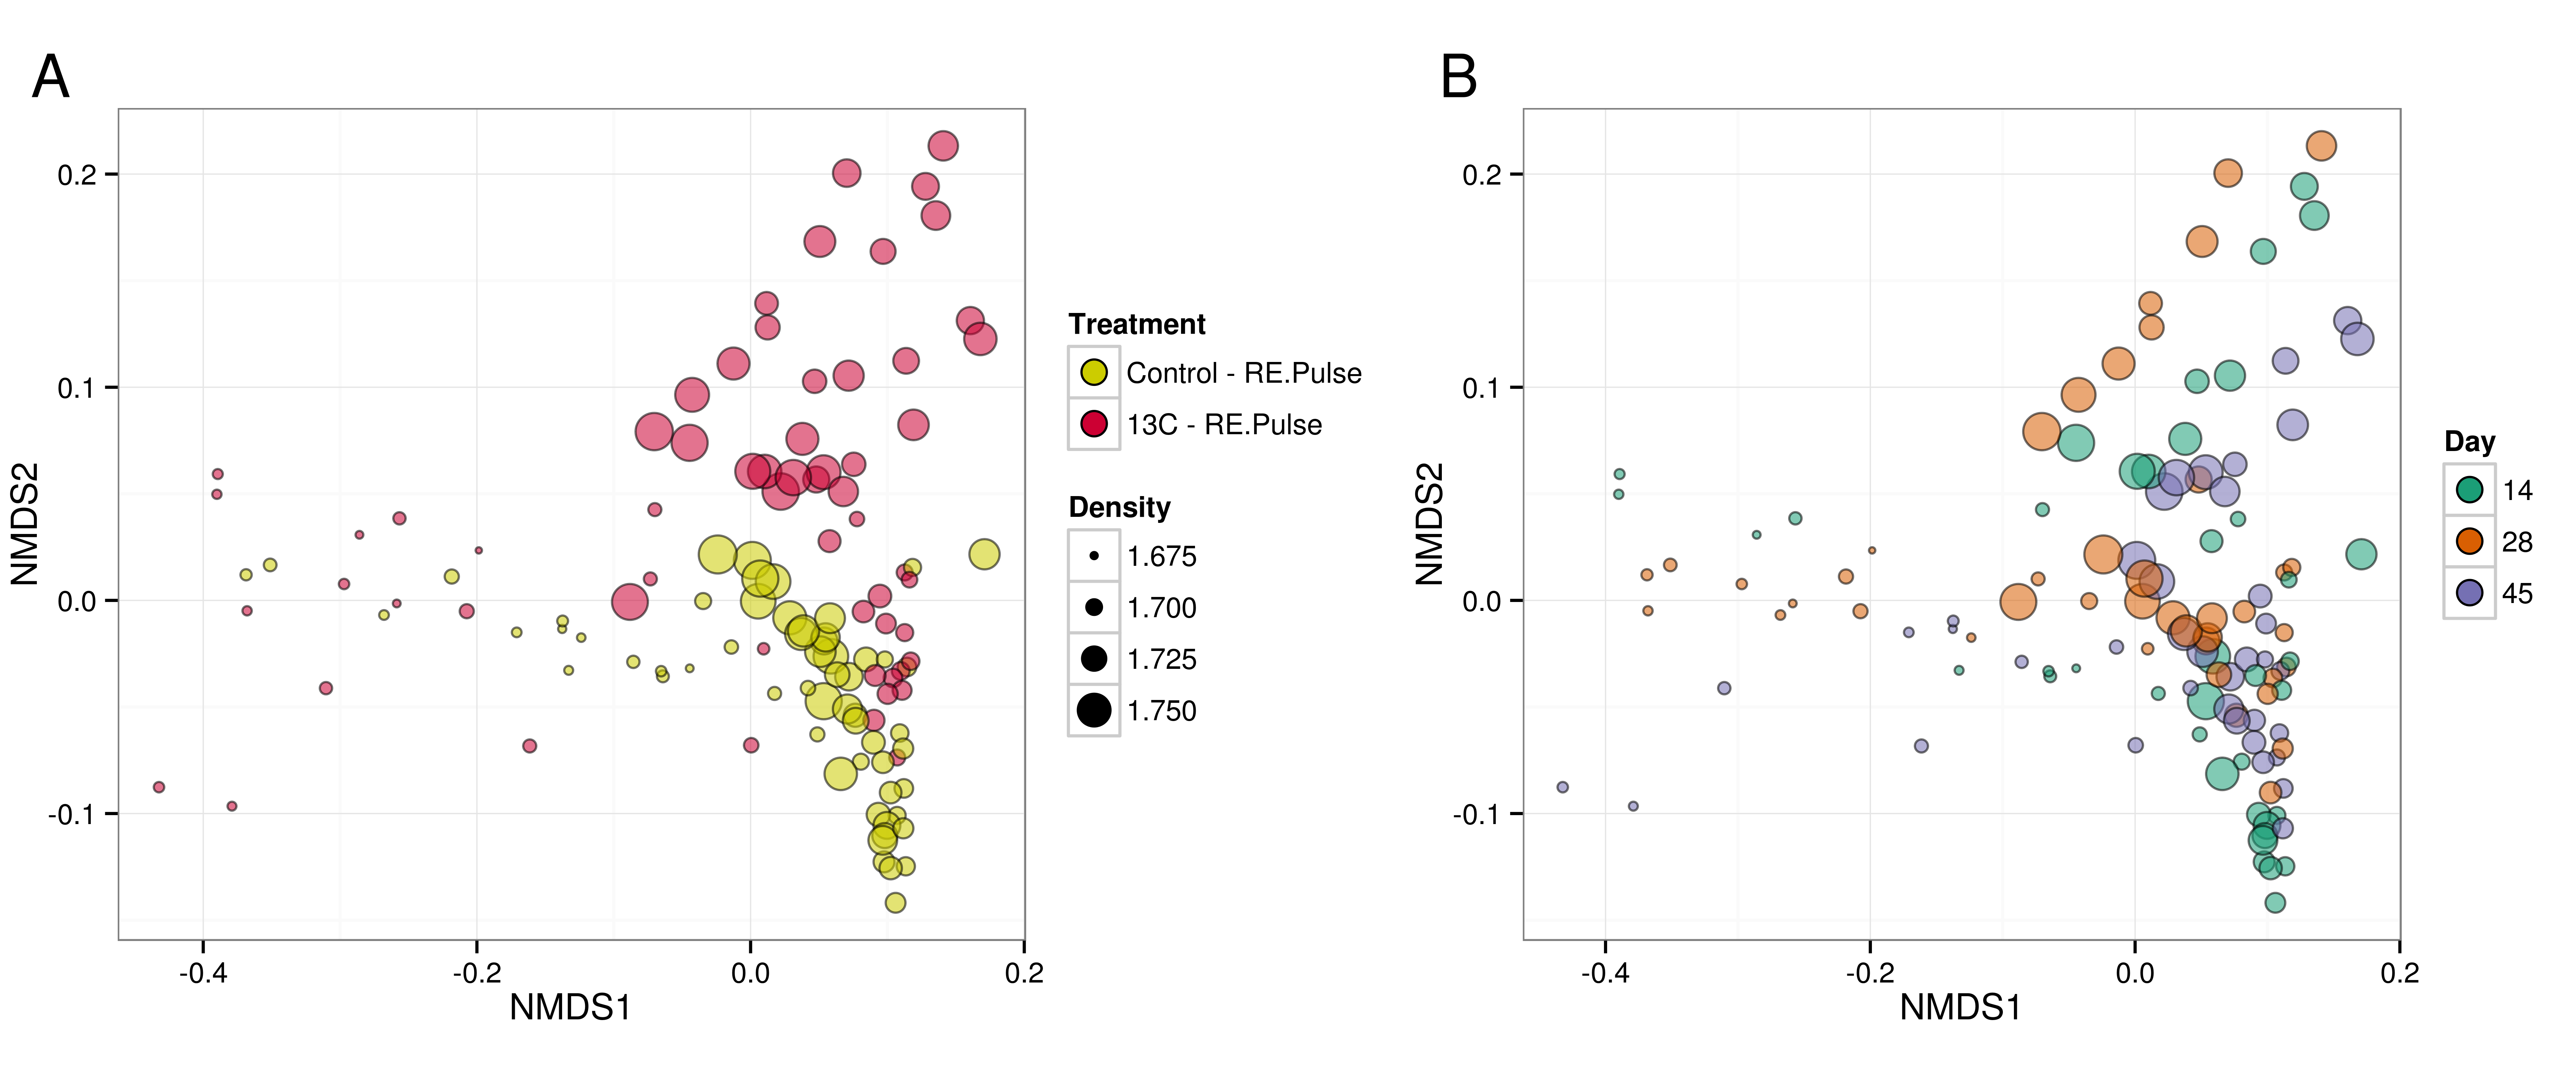 A
0.2
0.1
0.0
-0.1
NMDS2
-0.4 -0.2 0.0 0.2
NMDS1
Treatment
Control - RE.Pulse
13C - RE.Pulse
Density
1.675
1.700
1.725
1.750
B
0.2
0.1
0.0
-0.1
NMDS2
-0.4 -0.2 0.0 0.2
NMDS1
Day
14
28
45